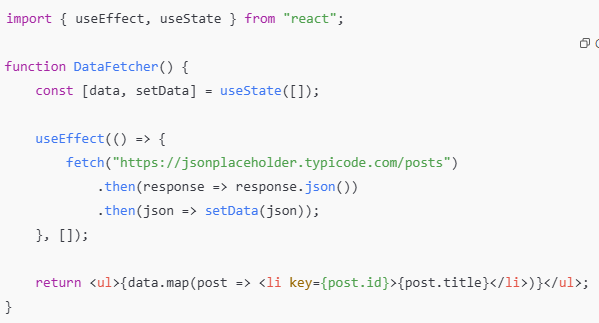 import { useEffect, useState } from "react";
function DataFetcher() {
    const [data, setData] = useState([]);
    useEffect(() => {
        fetch("https://jsonplaceholder.typicode.com/posts")
            .then(response => response.json())
            .then(json => setData(json));
    }, []);
    return <ul>{data.map(post => <li key={post.id}>{post.title}</li>)}</ul>;
}